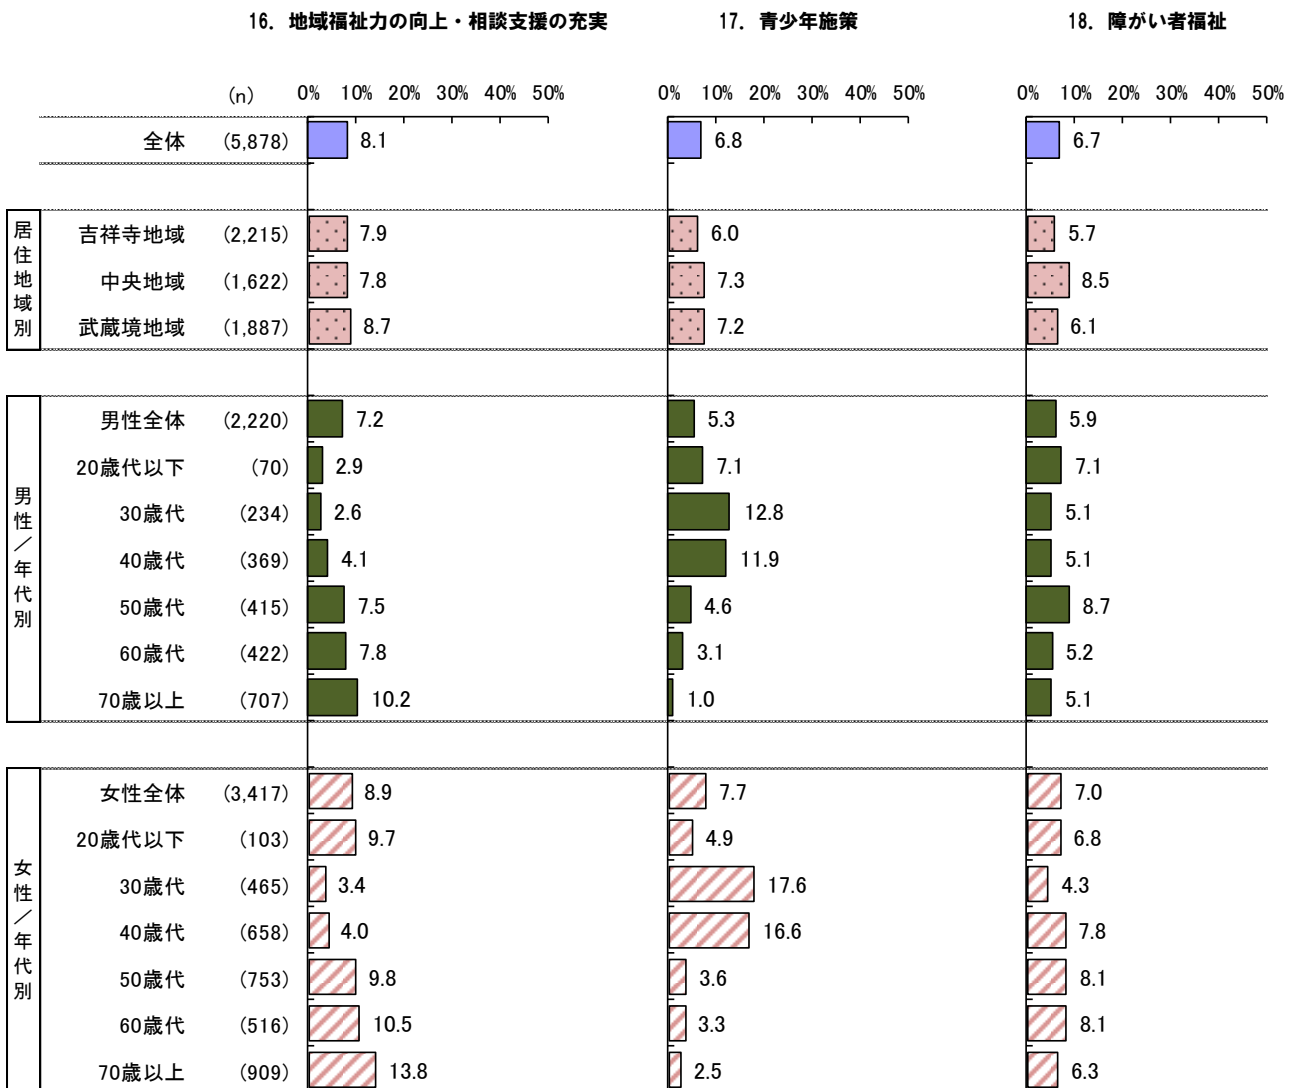 16. 地域福祉力の向上・相談支援の充実 17. 青少年施策 18. 障がい者福祉
(n) 0% 10% 20% 30% 40% 50% 0% 10% 20% 30% 40% 50% 0% 10% 20% 30% 40% 50%
全体 (5,878) 8.1 6.8 6.7
居住地域別
吉祥寺地域 (2,215) 7.9 6.0 5.7
中央地域 (1,622) 7.8 7.3 8.5
武蔵境地域 (1,887) 8.7 7.2 6.1
男性／年代別
男性全体 (2,220) 7.2 5.3 5.9
20歳代以下 (70) 2.9 7.1 7.1
30歳代 (234) 2.6 12.8 5.1
40歳代 (369) 4.1 11.9 5.1
50歳代 (415) 7.5 4.6 8.7
60歳代 (422) 7.8 3.1 5.2
70歳以上 (707) 10.2 1.0 5.1
女性／年代別
女性全体 (3,417) 8.9 7.7 7.0
20歳代以下 (103) 9.7 4.9 6.8
30歳代 (465) 3.4 17.6 4.3
40歳代 (658) 4.0 16.6 7.8
50歳代 (753) 9.8 3.6 8.1
60歳代 (516) 10.5 3.3 8.1
70歳以上 (909) 13.8 2.5 6.3